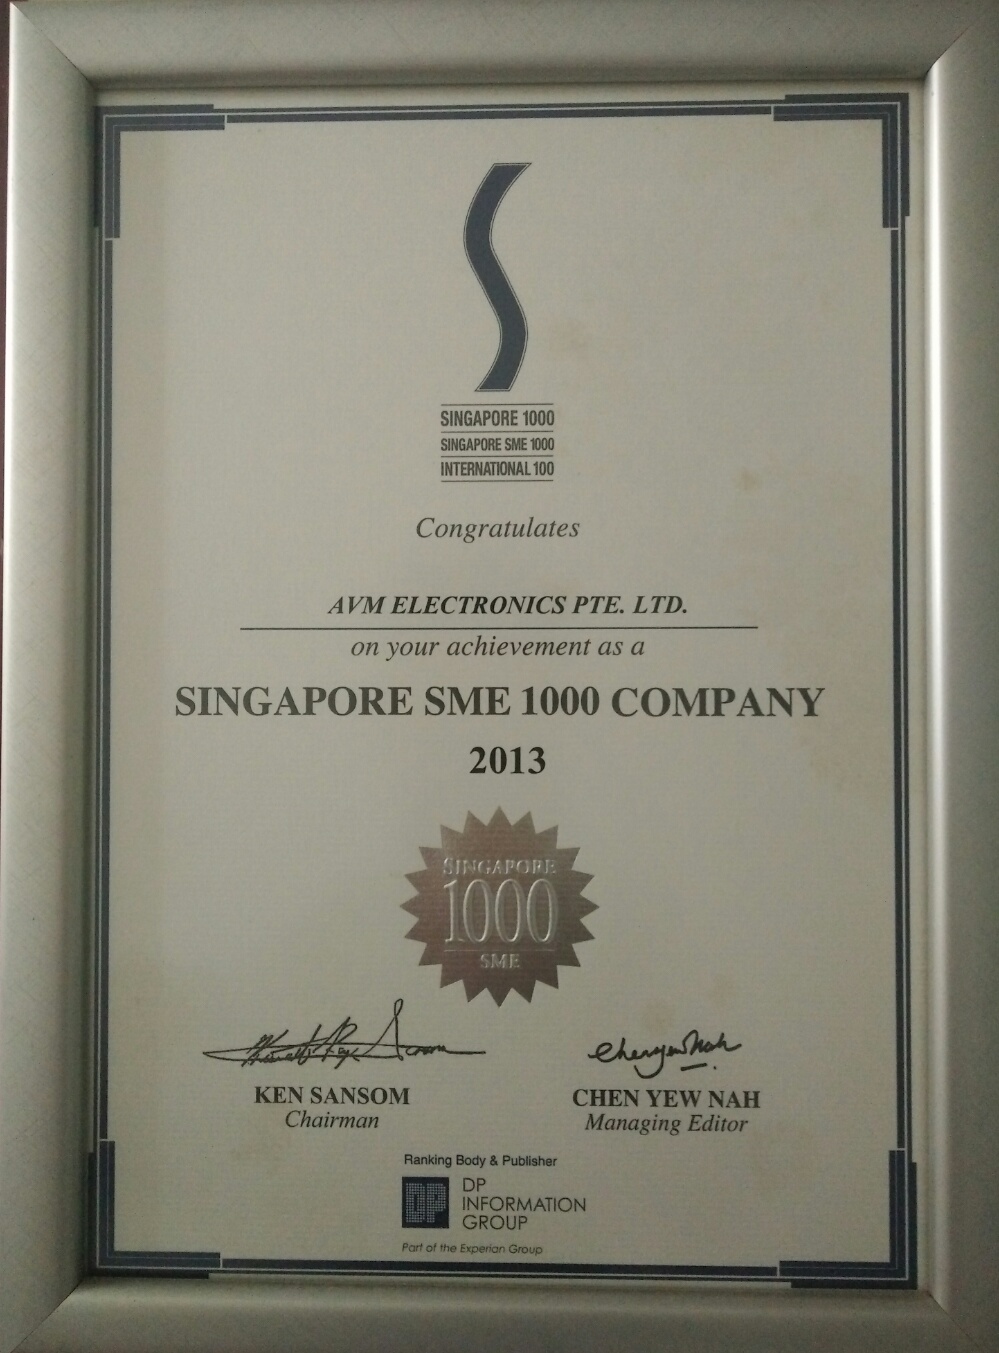 SINGAPORE 1000
SINGAPORE SME 1000
INTERNATIONAL 100
Congratulates
AVM ELECTRONICS PTE. LTD.
on your achievement as a
SINGAPORE SME 1000 COMPANY
2013
SINGAPORE
1000
SME
KEN SANSOM
Chairman
CHEN YEW NAH
Managing Editor
Ranking Body & Publisher
DP
DP
INFORMATION
GROUP
Part of the Experian Group